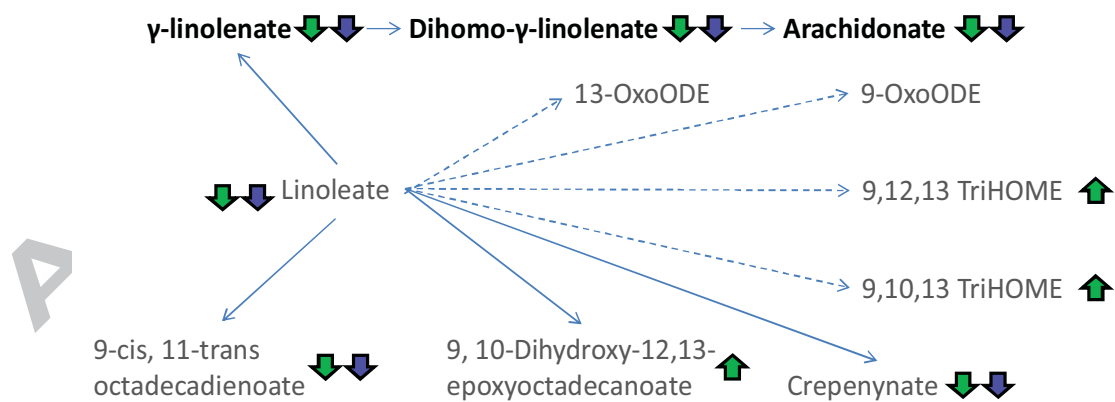 γ-linolenate Dihomo-γ-linolenate Arachidonate
13-OxoODE 9-OxoODE
Linoleate 9,12,13 TriHOME
9,10,13 TriHOME
9-cis, 11-trans
octadecadienoate
9, 10-Dihydroxy-12,13-
epoxyoctadecanoate
Crepenynate
A